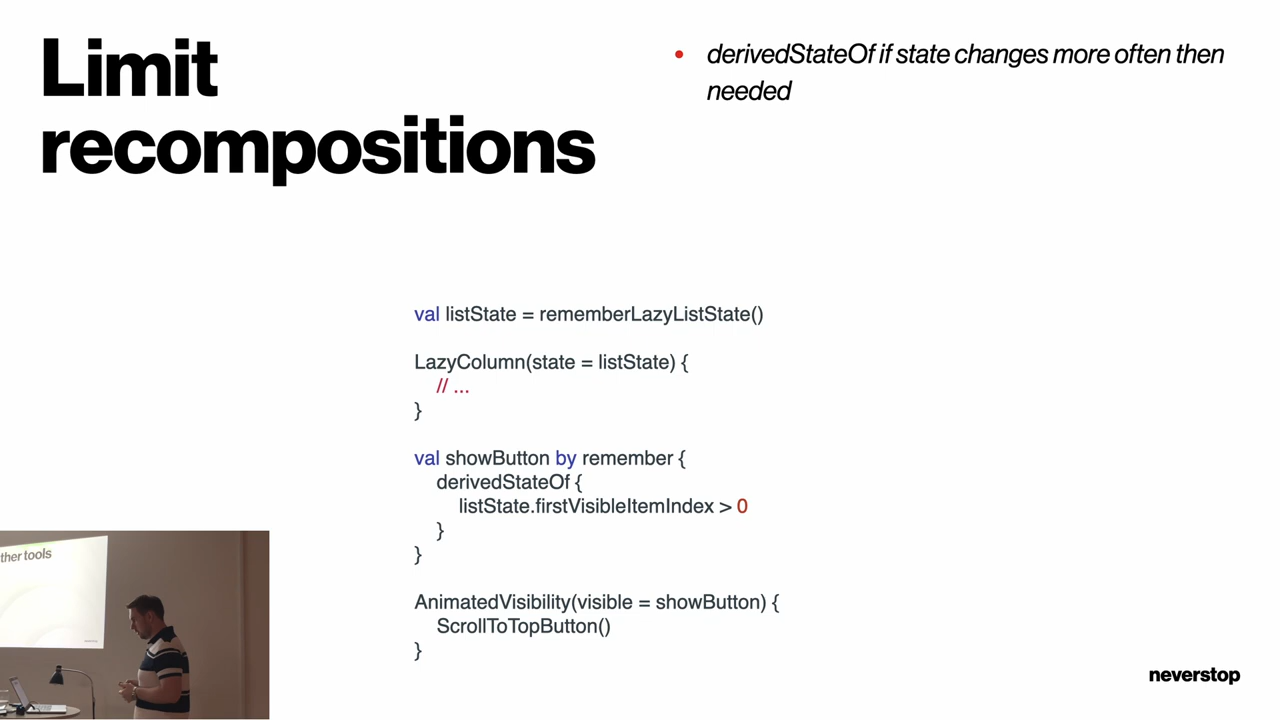 Limit
recompositions
• derivedStateOf if state changes more often then
needed
val listState = rememberLazyListState()
LazyColumn(state = listState) {
// ...
}
val showButton by remember {
derivedStateOf {
listState.firstVisibleItemIndex > 0
}
}
AnimatedVisibility(visible = showButton) {
ScrollToTopButton()
}
ther tools
neverstop